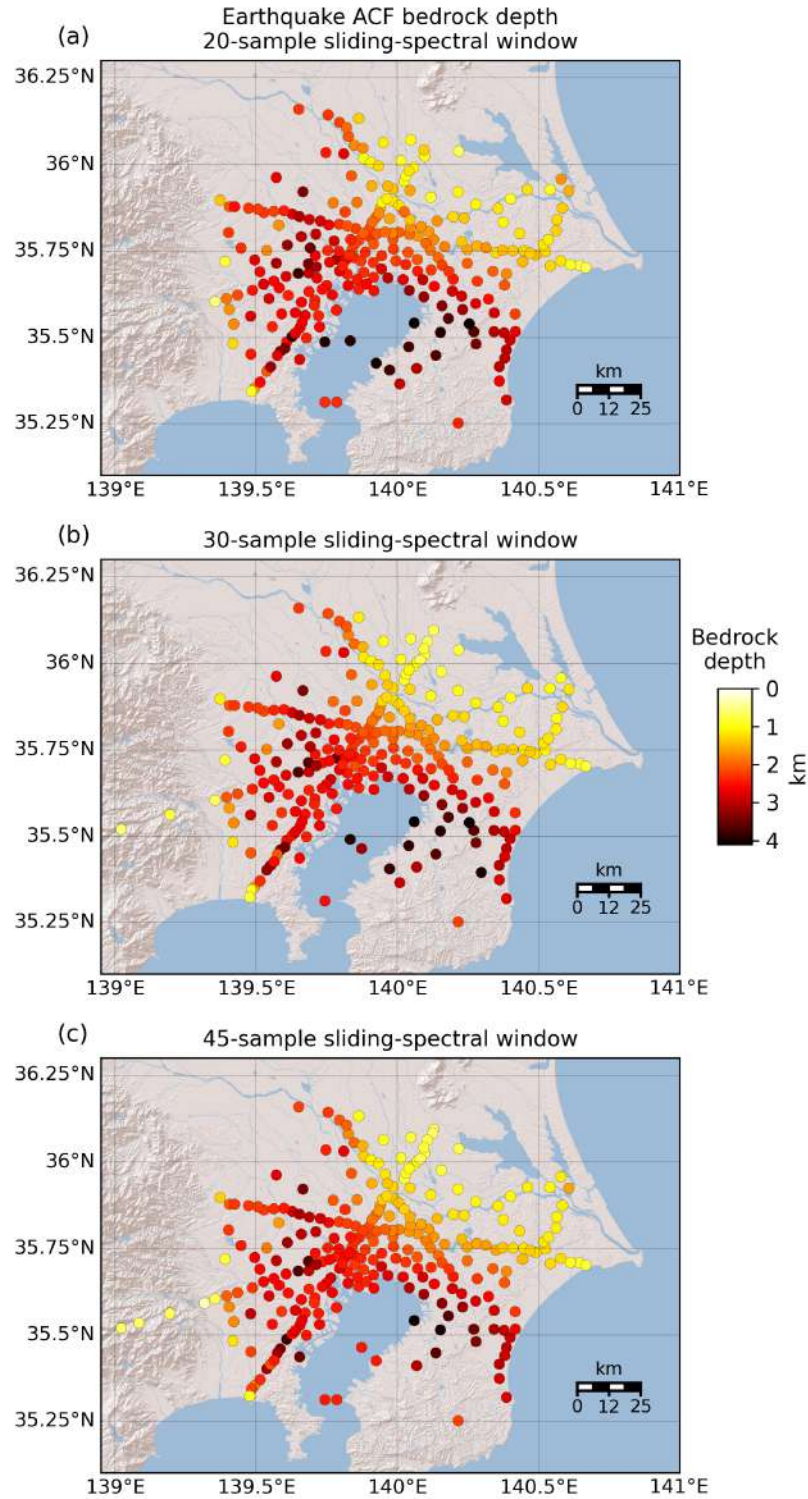 Earthquake ACF bedrock depth
(a) 20-sample sliding-spectral window
36.25°N
36°N
35.75°N
35.5°N
35.25°N
km
0 12 25
139°E 139.5°E 140°E 140.5°E 141°E
(b) 30-sample sliding-spectral window
36.25°N
36°N
35.75°N
35.5°N
35.25°N
km
0 12 25
139°E 139.5°E 140°E 140.5°E 141°E
Bedrock
depth
0
1
2
3
4
km
(c) 45-sample sliding-spectral window
36.25°N
36°N
35.75°N
35.5°N
35.25°N
km
0 12 25
139°E 139.5°E 140°E 140.5°E 141°E